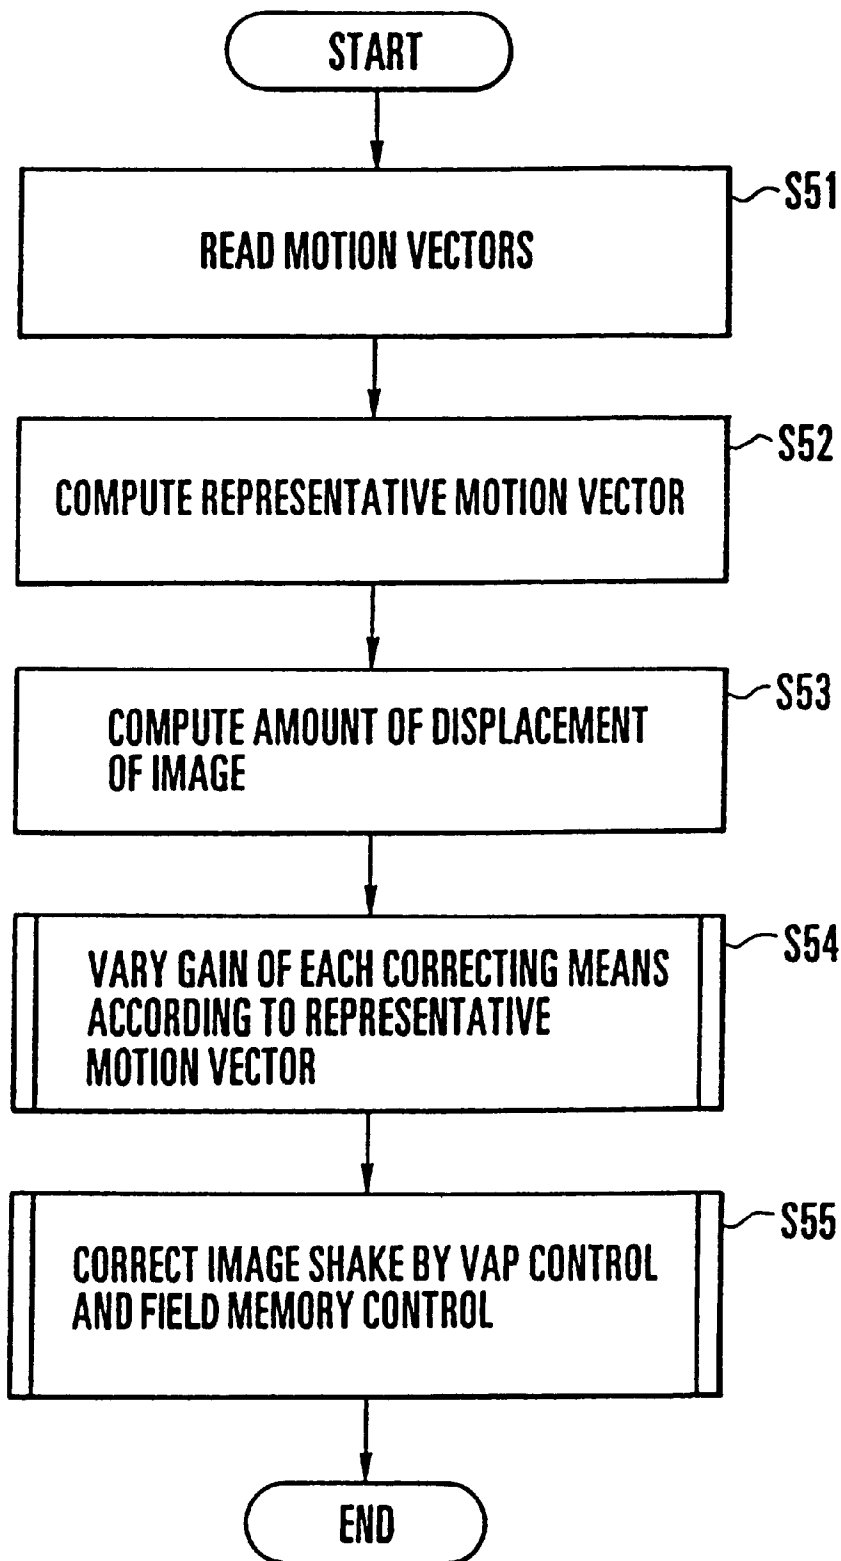 START
S51
READ MOTION VECTORS
S52
COMPUTE REPRESENTATIVE MOTION VECTOR
S53
COMPUTE AMOUNT OF DISPLACEMENT
OF IMAGE
S54
VARY GAIN OF EACH CORRECTING MEANS
ACCORDING TO REPRESENTATIVE
MOTION VECTOR
S55
CORRECT IMAGE SHAKE BY VAP CONTROL
AND FIELD MEMORY CONTROL
END